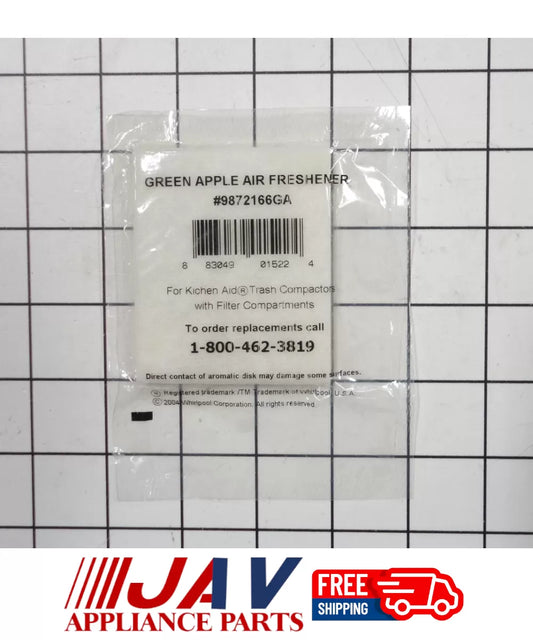 GREEN APPLE AIR FRESHENER
#9872166GA
8 83049 01522 4
For Kichen Aid® Trash Compactos
with Filter Compartments
To order replacements call
1-800-462-3819
Direct contact of aromatic disk may damage some surfaces.
® Registered trademark /TM Trademark of Whirlpool, U.S.A.
© 2004 Whirlpool Corporation. All rights reserved.
JAV
APPLIANCE PARTS
FREE
SHIPPING